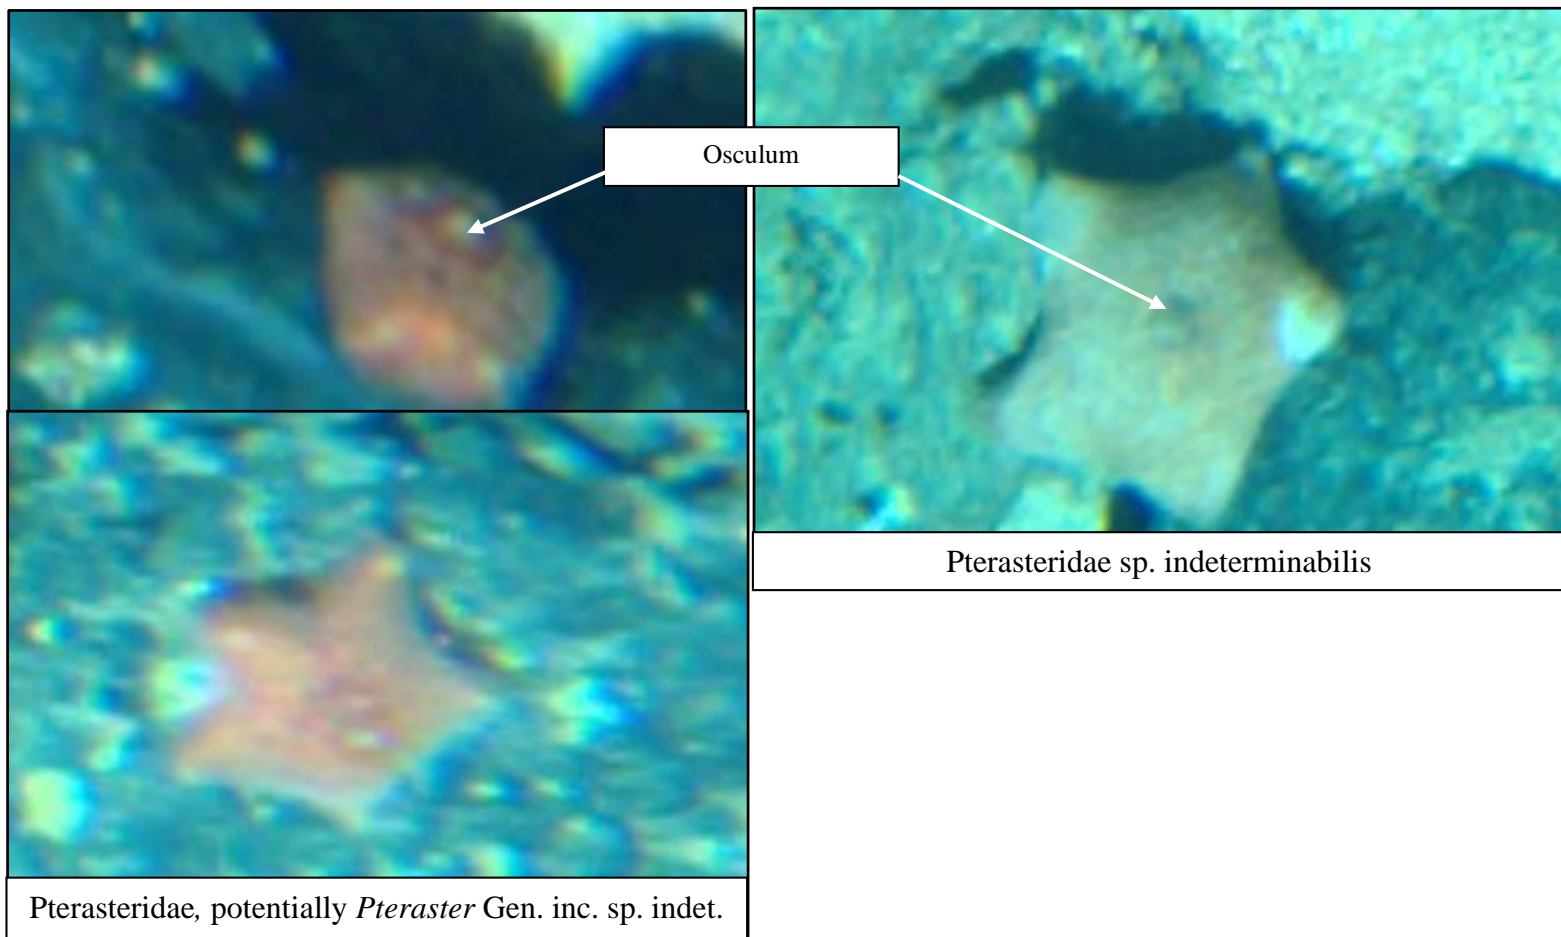 Osculum
Pterasteridae sp. indeterminabilis
Pterasteridae, potentially Pteraster Gen. inc. sp. indet.